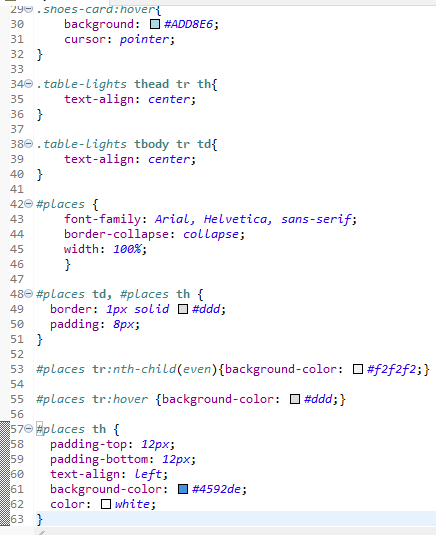 29 .shoes-card:hover{
30     background: #ADD8E6;
31     cursor: pointer;
32 }
33
34 .table-lights thead tr th{
35     text-align: center;
36 }
37
38 .table-lights tbody tr td{
39     text-align: center;
40 }
41
42 #places {
43     font-family: Arial, Helvetica, sans-serif;
44     border-collapse: collapse;
45     width: 100%;
46     }
47
48 #places td, #places th {
49   border: 1px solid #ddd;
50   padding: 8px;
51 }
52
53 #places tr:nth-child(even){background-color: #f2f2f2;}
54
55 #places tr:hover {background-color: #ddd;}
56
57 #places th {
58   padding-top: 12px;
59   padding-bottom: 12px;
60   text-align: left;
61   background-color: #4592de;
62   color: white;
63 }